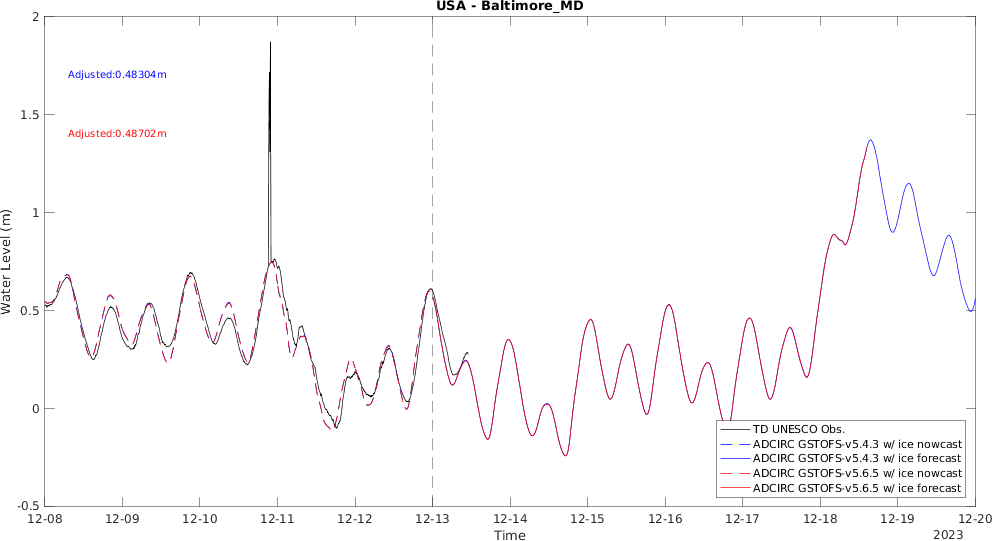 USA - Baltimore_MD
2
1.5
1
0.5
0
-0.5
Water Level (m)
Adjusted:0.48304m
Adjusted:0.48702m
TD UNESCO Obs.
ADCIRC GSTOFS-v5.4.3 w/ ice nowcast
ADCIRC GSTOFS-v5.4.3 w/ ice forecast
ADCIRC GSTOFS-v5.6.5 w/ ice nowcast
ADCIRC GSTOFS-v5.6.5 w/ ice forecast
12-08 12-09 12-10 12-11 12-12 12-13 12-14 12-15 12-16 12-17 12-18 12-19 12-20
Time
2023